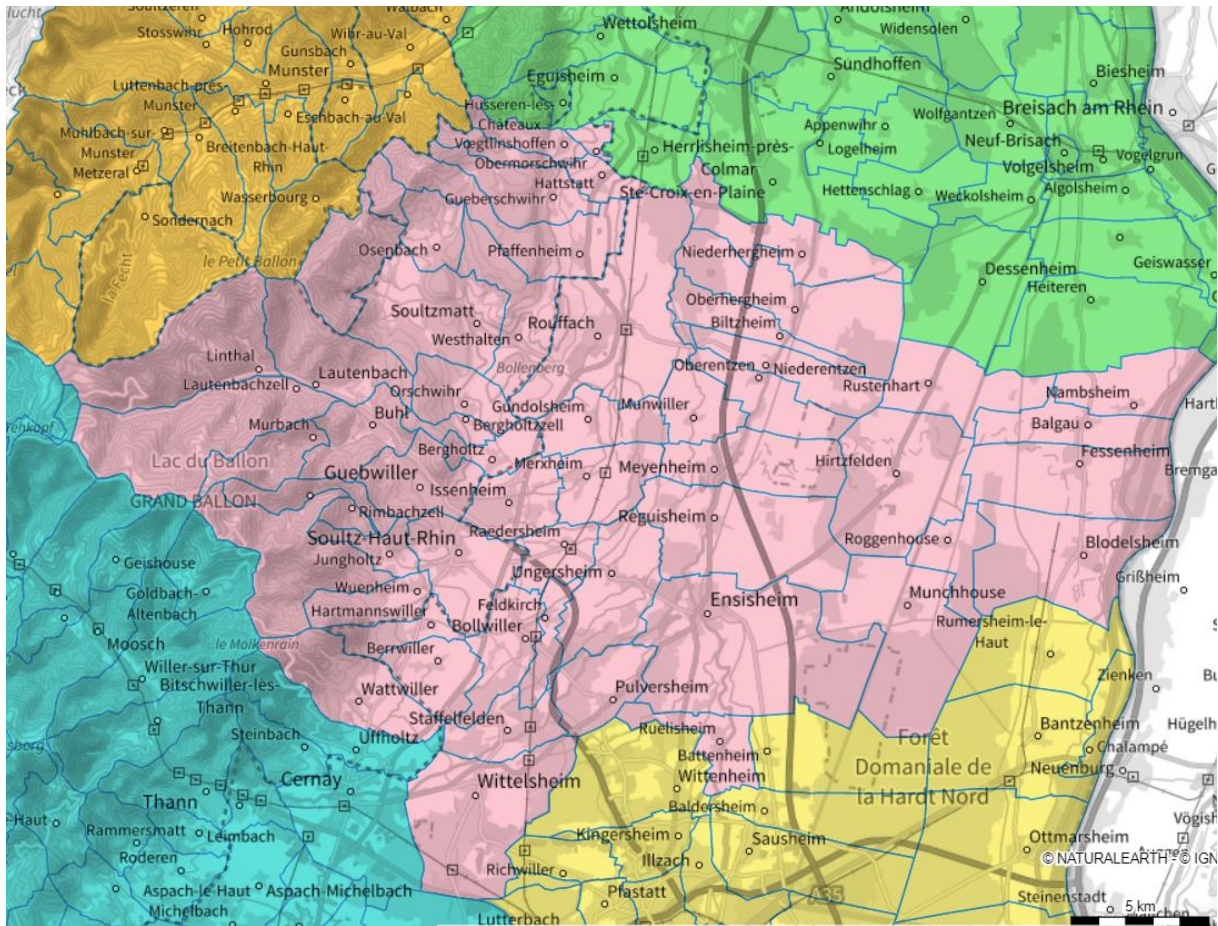 Soultzeren
Walbach
Andolsheim
Stosswihr
Hohrod
Wihr-au-Val
Wettolsheim
Widensolen
Gunsbach
Munster
Eguisheim
Sundhoffen
Biesheim
Luttenbach-près-
Munster
Husseren-les-
Châteaux
Wolfgantzen
Breisach am Rhein
Eschbach-au-Val
Muhlbach-sur-
Munster
Breitenbach-Haut-
Rhin
Vœgtlinshoffen
Herrlisheim-près-
Colmar
Appenwihr
Logelheim
Neuf-Brisach
Volgelsheim
Vogelgrun
Metzeral
Obermorschwihr
Hattstatt
Ste-Croix-en-Plaine
Hettenschlag
Weckolsheim
Algolsheim
Wasserbourg
Gueberschwihr
Sondernach
Osenbach
Pfaffenheim
Niederhergheim
Geiswasser
le Petit Ballon
la Fecht
Dessenheim
Heiteren
Oberhergheim
Biltzheim
Soultzmatt
Rouffach
Westhalten
Linthal
Lautenbachzell
Lautenbach
Bollenberg
Oberentzen
Niederentzen
Rustenhart
Nambsheim
Orschwihr
Buhl
Gundolsheim
Bergholtzzell
Munwiller
Balgau
Murbach
Lac du Ballon
Bergholtz
Merxheim
Meyenheim
Hirtzfelden
Fessenheim
Guebwiller
Issenheim
GRAND BALLON
Rimbachzell
Raedersheim
Reguisheim
Soultz-Haut-Rhin
Jungholtz
Roggenhouse
Blodelsheim
Geishouse
Ungersheim
Grißheim
Goldbach-
Altenbach
Wuenheim
Hartmannswiller
Feldkirch
Bollwiller
Ensisheim
Munchhouse
Rumersheim-le-
Haut
Moosch
le Molkenrain
Berrwiller
Willer-sur-Thur
Bitschwiller-lès-
Thann
Wattwiller
Pulversheim
Zienken
Steinbach
Uffholtz
Staffelfelden
Ruelisheim
Bantzenheim
Battenheim
Wittenheim
Forêt
Domaniale de
la Hardt Nord
Chalampé
Neuenburg
Thann
Cernay
Wittelsheim
Baldersheim
Rammersmatt
Leimbach
Kingersheim
Sausheim
Ottmarsheim
Roderen
Richwiller
Illzach
© NATURALEARTH - © IGN
Aspach-le-Haut
Michelbach
Aspach-Michelbach
Pfastatt
A35
Steinenstadt
Lutterbach
5 km